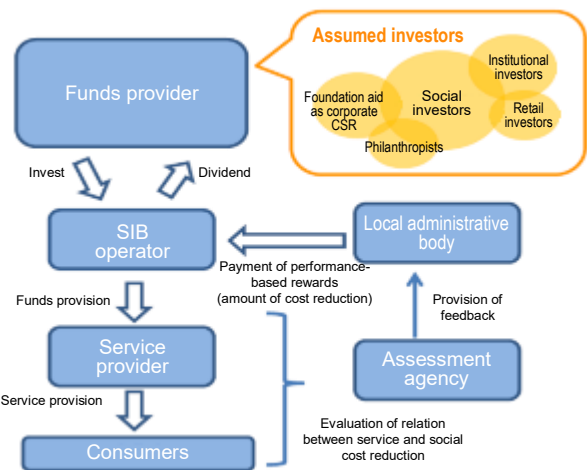 Assumed investors
Funds provider
Institutional
investors
Foundation aid
as corporate
CSR
Social
investors
Retail
investors
Philanthropists
Invest
Dividend
SIB
operator
Local administrative
body
Payment of performance-
based rewards
(amount of cost reduction)
Funds provision
Provision of
feedback
Service
provider
Assessment
agency
Service provision
Evaluation of relation
between service and social
cost reduction
Consumers